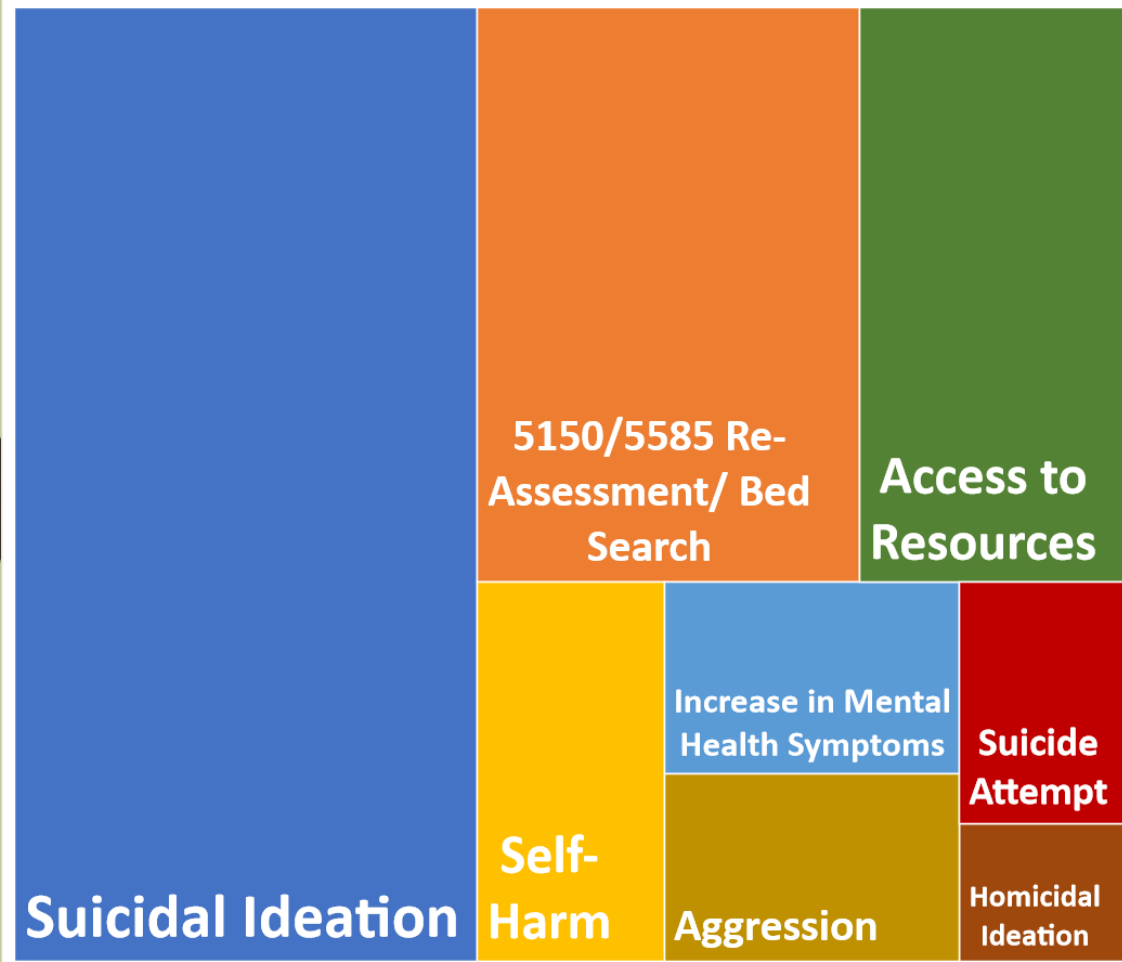 Suicidal Ideation
5150/5585 Re-
Assessment/ Bed
Search
Access to
Resources
Self-
Harm
Increase in Mental
Health Symptoms
Aggression
Suicide
Attempt
Homicidal
Ideation